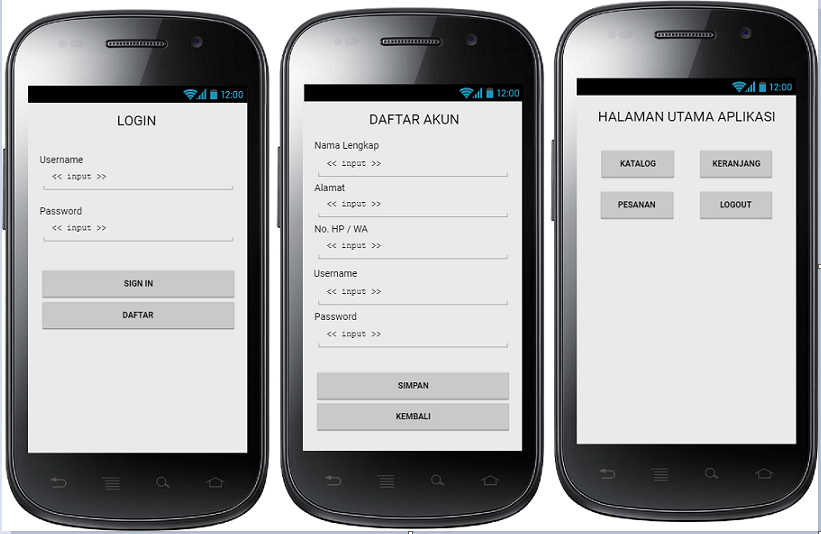 12:00
LOGIN
Username
<< input >>
Password
<< input >>
SIGN IN
DAFTAR
12:00
DAFTAR AKUN
Nama Lengkap
<< input >>
Alamat
<< input >>
No. HP / WA
<< input >>
Username
<< input >>
Password
<< input >>
SIMPAN
KEMBALI
12:00
HALAMAN UTAMA APLIKASI
KATALOG KERANJANG
PESANAN LOGOUT